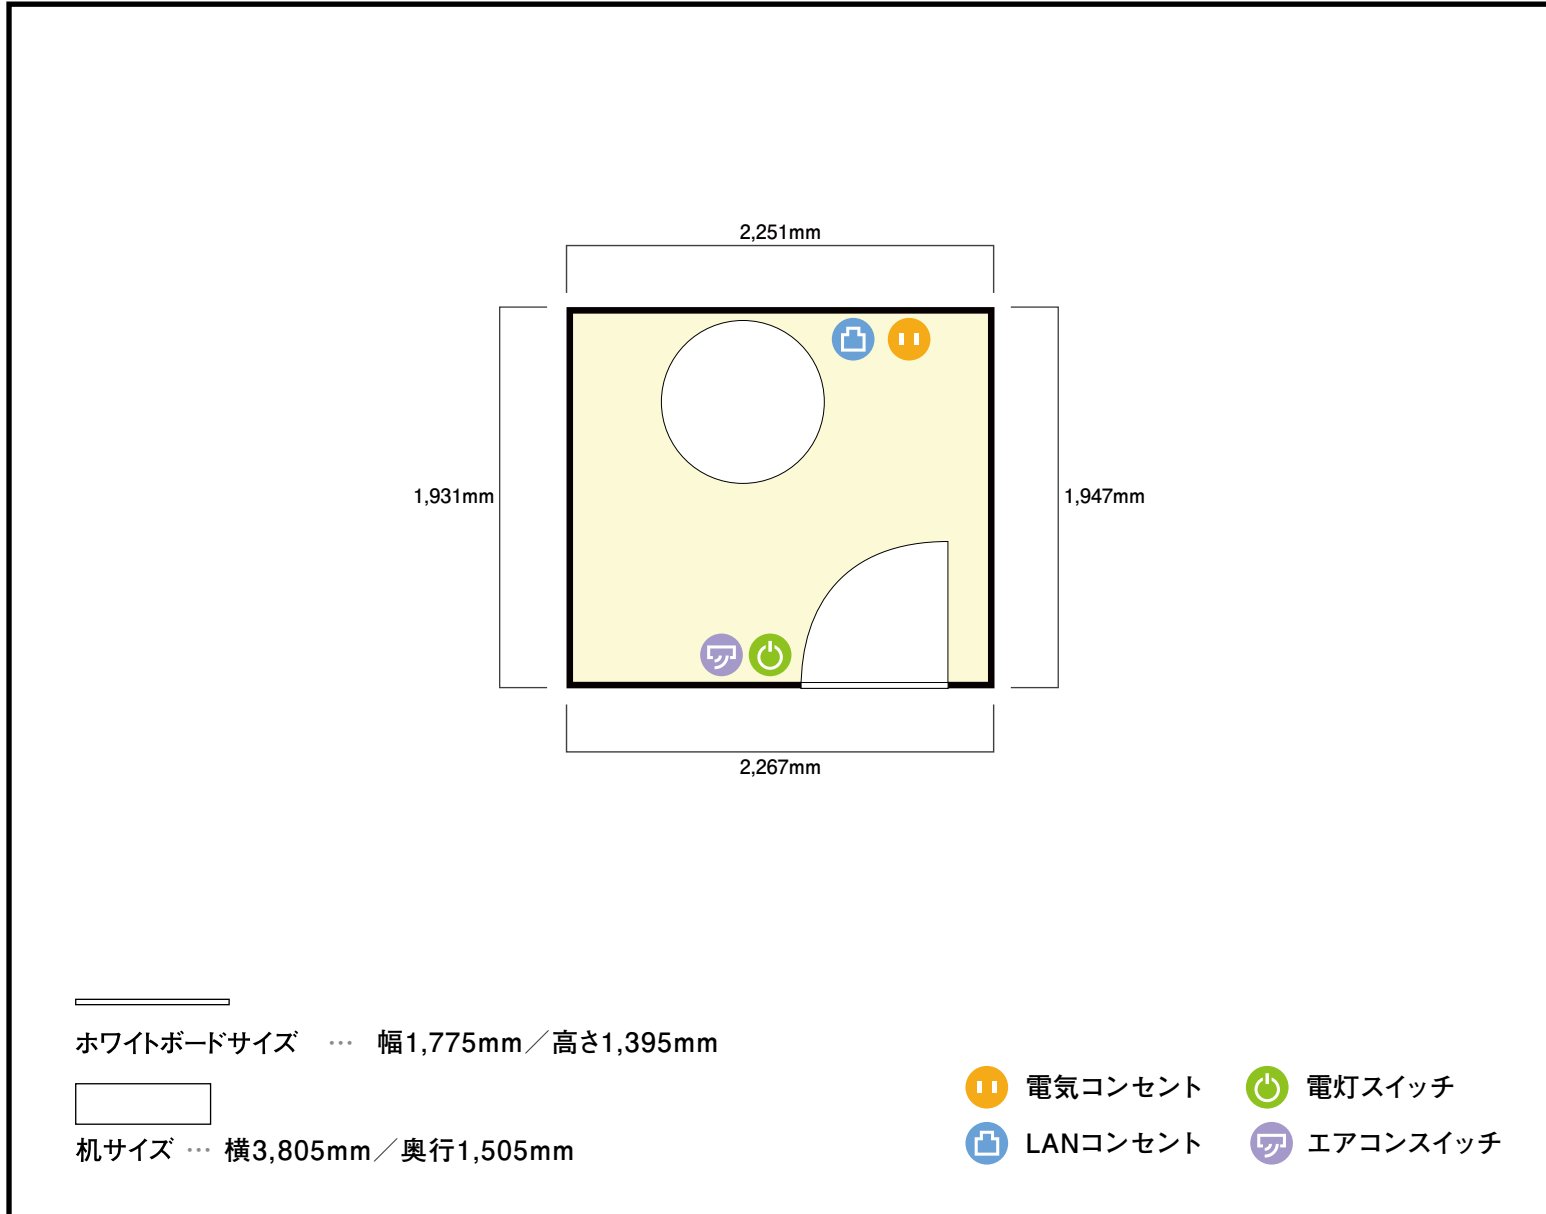 2,251mm
1,931mm
1,947mm
2,267mm
ホワイトボードサイズ … 幅1,775mm／高さ1,395mm
机サイズ … 横3,805mm／奥行1,505mm
電気コンセント
電灯スイッチ
LANコンセント
エアコンスイッチ